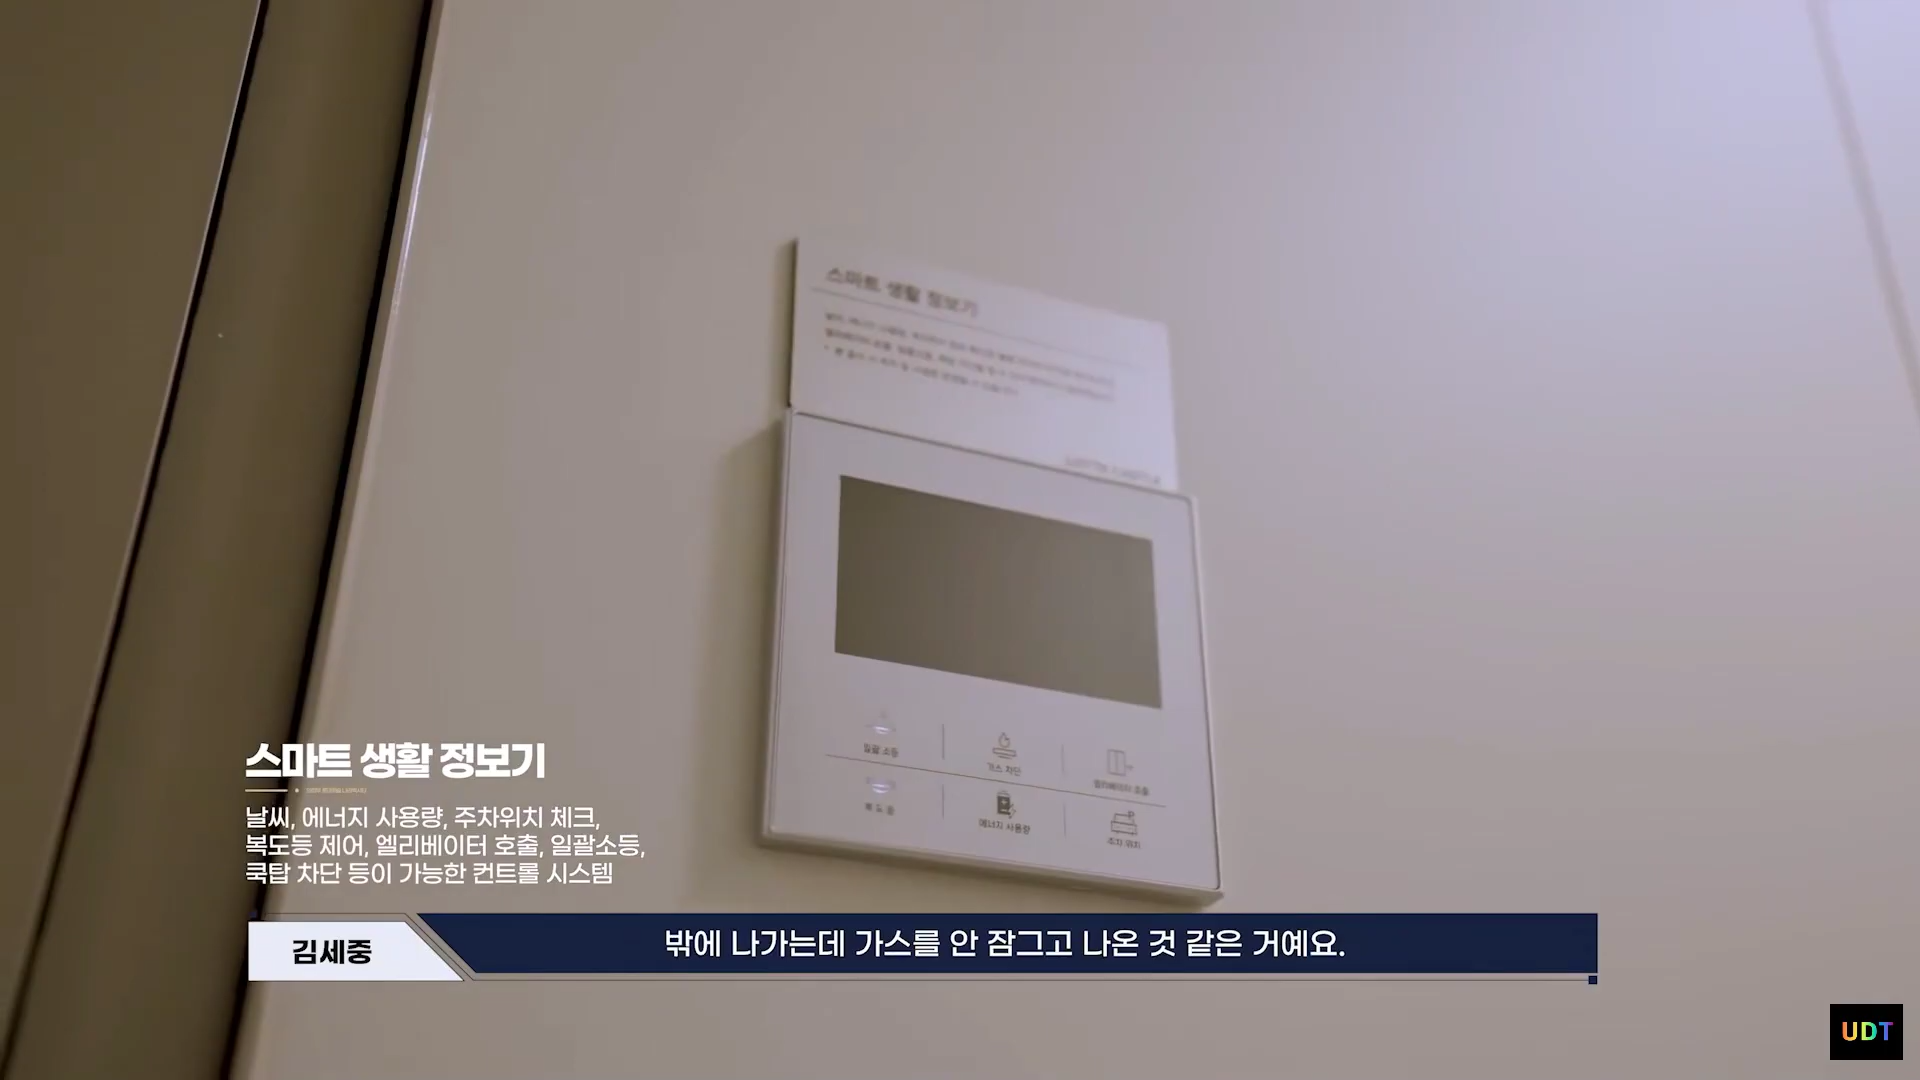 스마트 생활 정보기
일괄 소등
가스 차단
엘리베이터 호출
복도등
에너지 사용량
주차 위치
스마트 생활 정보기
날씨, 에너지 사용량, 주차위치 체크,
복도등 제어, 엘리베이터 호출, 일괄소등,
쿡탑 차단 등이 가능한 컨트롤 시스템
김세중
밖에 나가는데 가스를 안 잠그고 나온 것 같은 거예요.
UDT